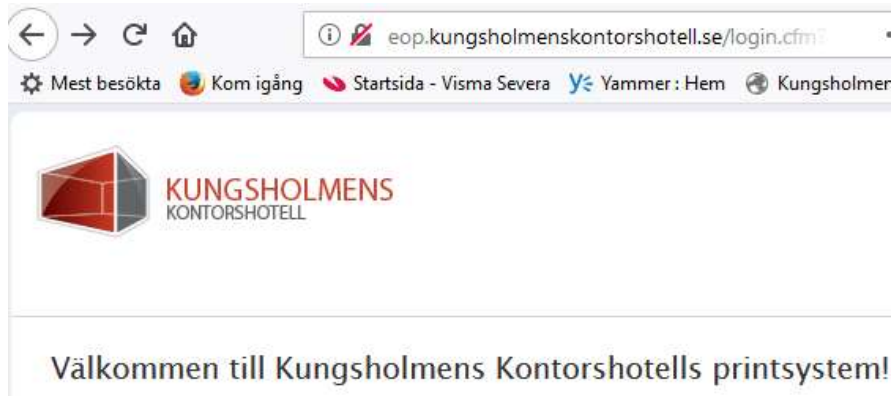 eop.kungsholmenskontorshotell.se/login.cfm?
Mest besökta Kom igång Startsida - Visma Severa Yammer : Hem Kungsholmen
KUNGSHOLMENS
KONTORSHOTELL
Välkommen till Kungsholmens Kontorshotells printsystem!